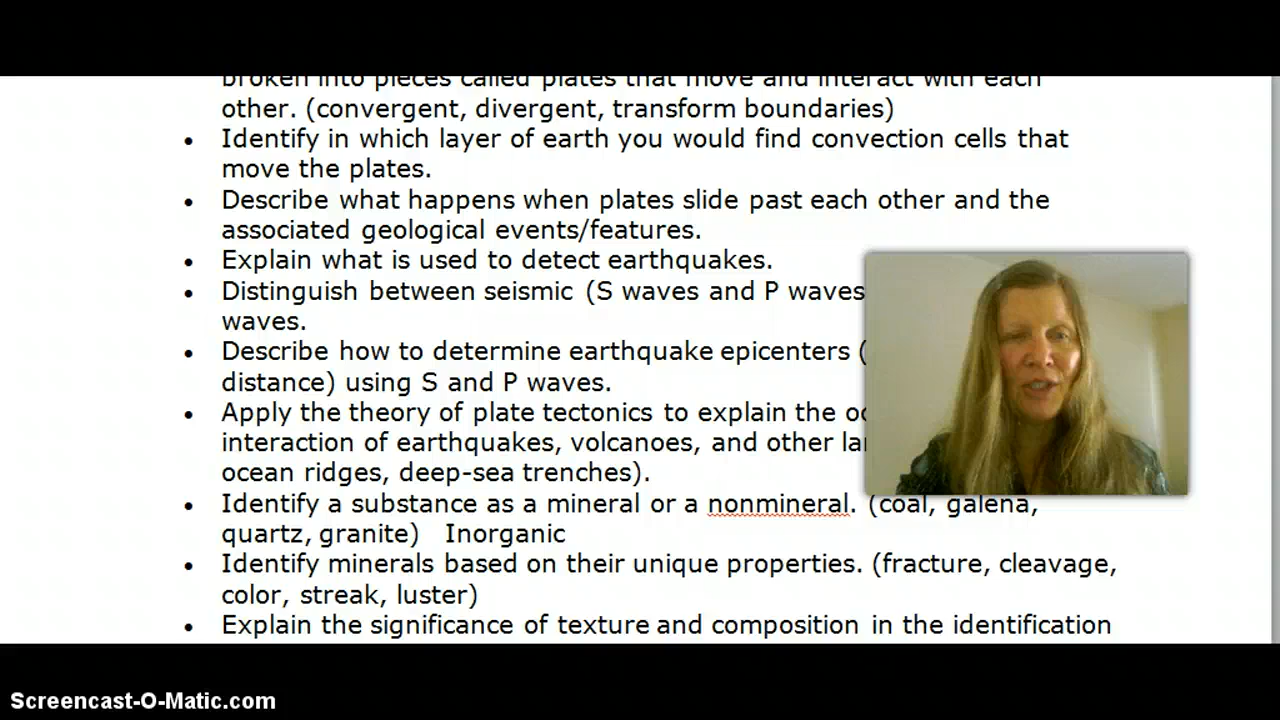 broken into pieces called plates that move and interact with each
other. (convergent, divergent, transform boundaries)
• Identify in which layer of earth you would find convection cells that
move the plates.
• Describe what happens when plates slide past each other and the
associated geological events/features.
• Explain what is used to detect earthquakes.
• Distinguish between seismic (S waves and P waves
waves.
• Describe how to determine earthquake epicenters (
distance) using S and P waves.
• Apply the theory of plate tectonics to explain the
interaction of earthquakes, volcanoes, and other
ocean ridges, deep-sea trenches).
• Identify a substance as a mineral or a nonmineral. (coal, galena,
quartz, granite) Inorganic
• Identify minerals based on their unique properties. (fracture, cleavage,
color, streak, luster)
• Explain the significance of texture and composition in the identification
Screencast-O-Matic.com